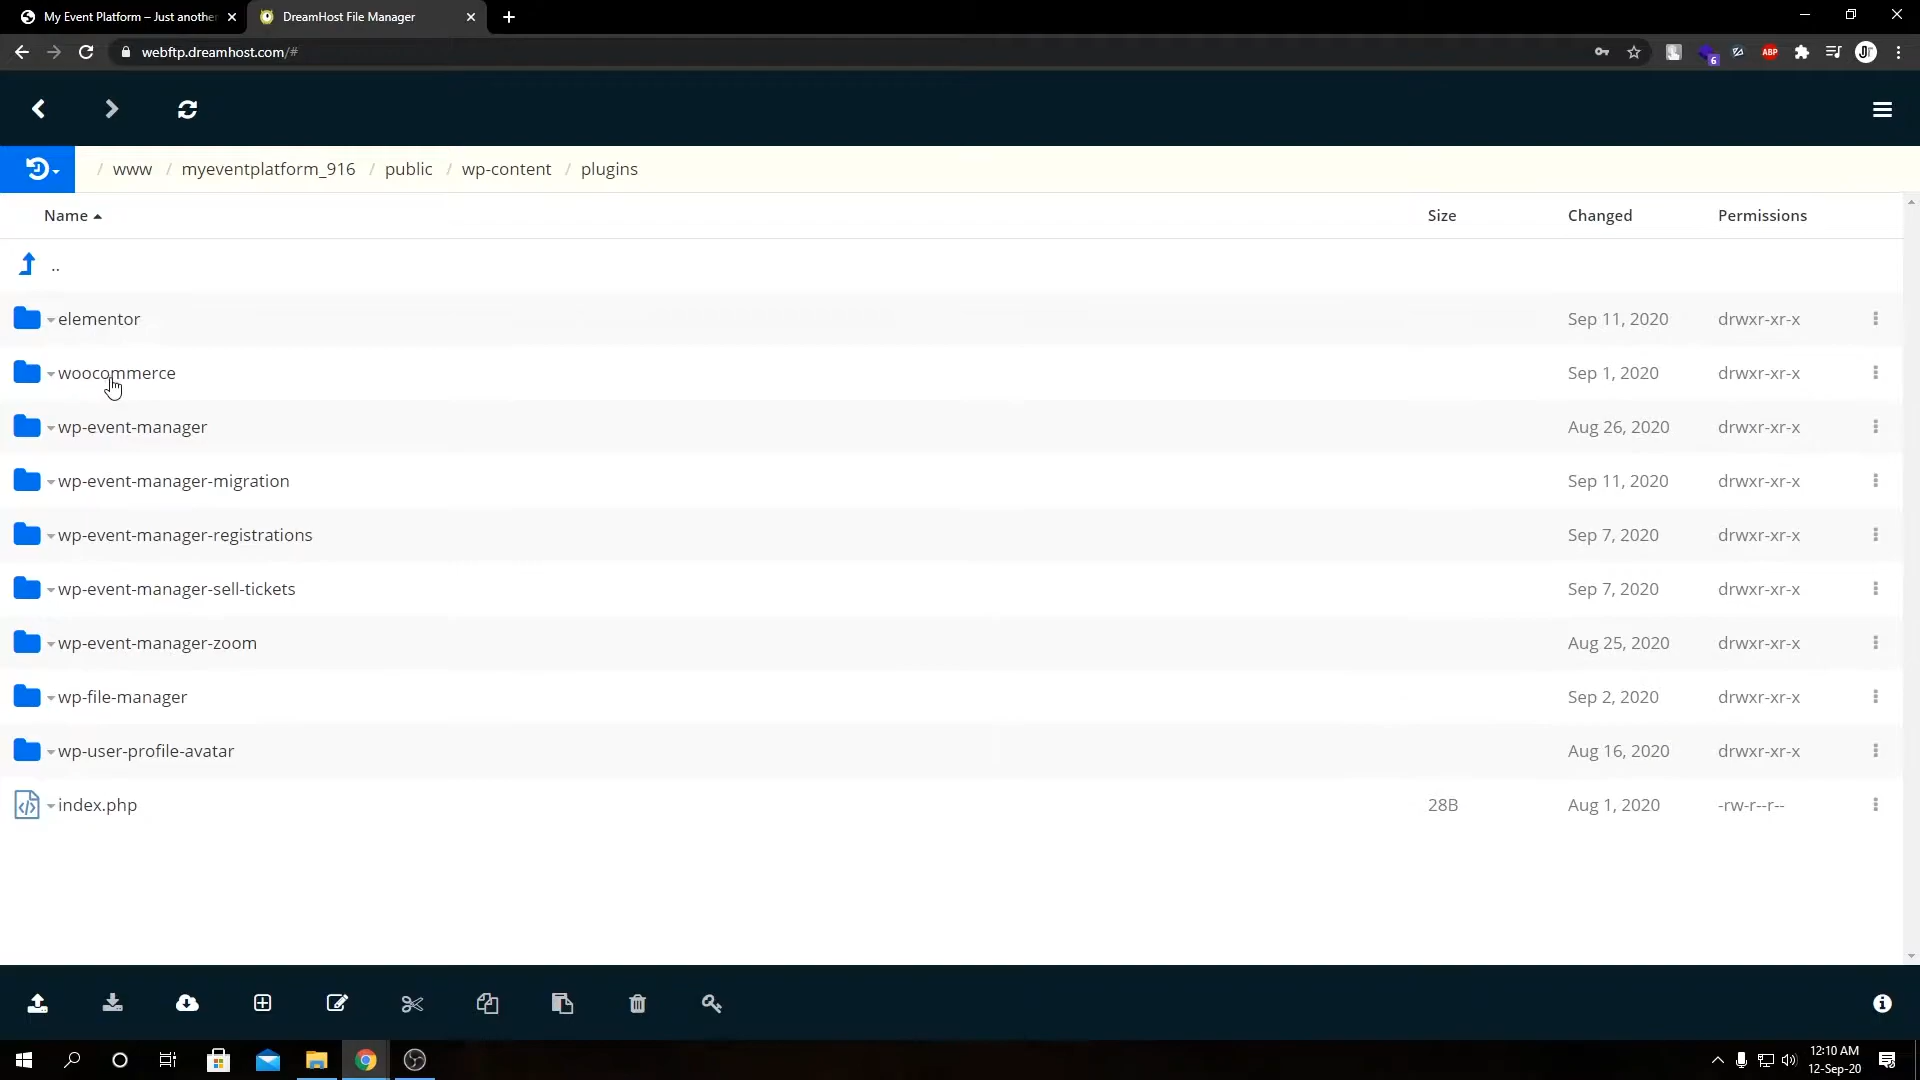 My Event Platform – Just another
DreamHost File Manager
webftp.dreamhost.com/#
6
ABP
/ www / myeventplatform_916 / public / wp-content / plugins
Name Size Changed Permissions
..
elementor Sep 11, 2020 drwxr-xr-x
woocommerce Sep 1, 2020 drwxr-xr-x
wp-event-manager Aug 26, 2020 drwxr-xr-x
wp-event-manager-migration Sep 11, 2020 drwxr-xr-x
wp-event-manager-registrations Sep 7, 2020 drwxr-xr-x
wp-event-manager-sell-tickets Sep 7, 2020 drwxr-xr-x
wp-event-manager-zoom Aug 25, 2020 drwxr-xr-x
wp-file-manager Sep 2, 2020 drwxr-xr-x
wp-user-profile-avatar Aug 16, 2020 drwxr-xr-x
index.php 28B Aug 1, 2020 -rw-r--r--
12:10 AM
12-Sep-20